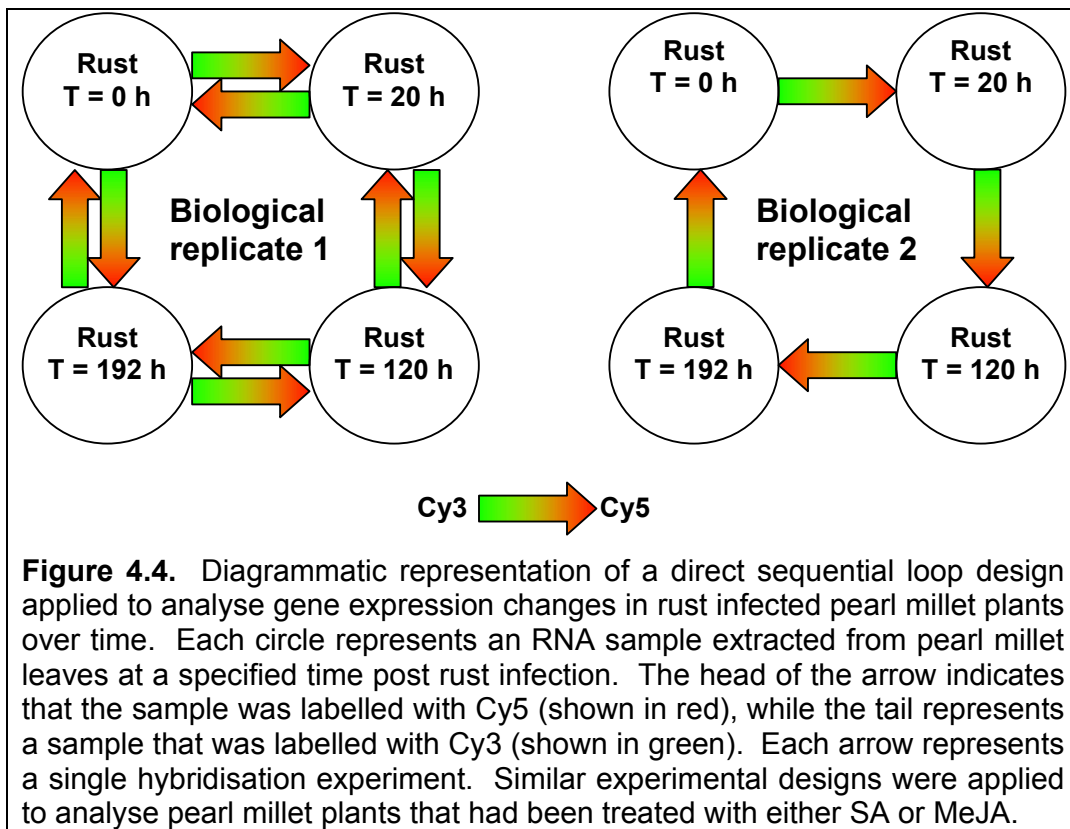 Rust
T = 0 h
Rust
T = 20 h
Biological
replicate 1
Rust
T = 192 h
Rust
T = 120 h
Rust
T = 0 h
Rust
T = 20 h
Biological
replicate 2
Rust
T = 192 h
Rust
T = 120 h
Cy3 Cy5
Figure 4.4. Diagrammatic representation of a direct sequential loop design
applied to analyse gene expression changes in rust infected pearl millet plants
over time. Each circle represents an RNA sample extracted from pearl millet
leaves at a specified time post rust infection. The head of the arrow indicates
that the sample was labelled with Cy5 (shown in red), while the tail represents
a sample that was labelled with Cy3 (shown in green). Each arrow represents
a single hybridisation experiment. Similar experimental designs were applied
to analyse pearl millet plants that had been treated with either SA or MeJA.